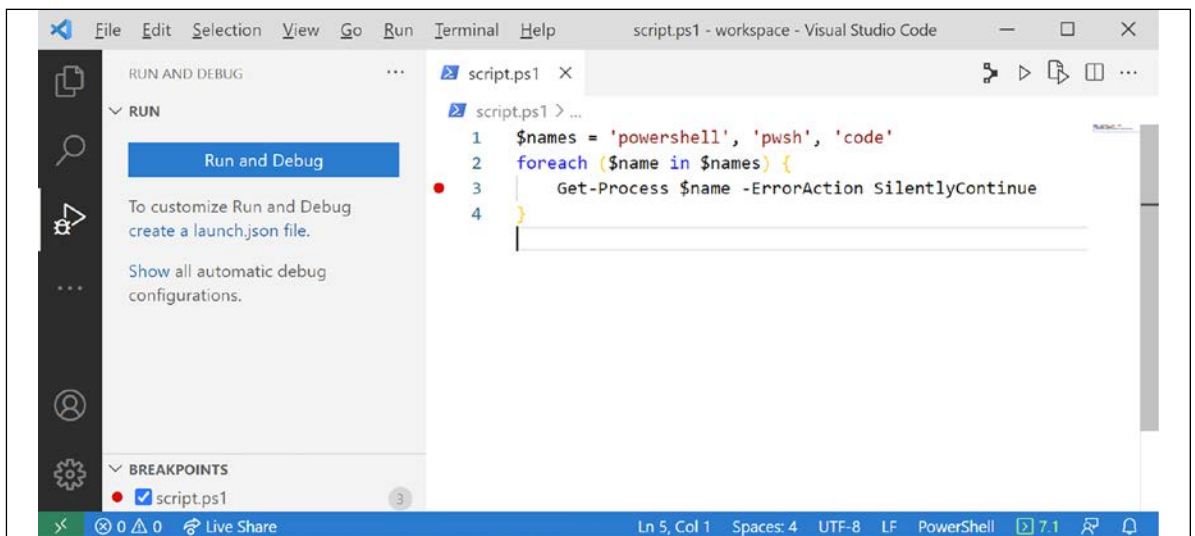 File Edit Selection View Go Run Terminal Help script.ps1 - workspace - Visual Studio Code
RUN AND DEBUG ...
RUN
Run and Debug
To customize Run and Debug
create a launch.json file.
Show all automatic debug
configurations.
BREAKPOINTS
script.ps1 3
script.ps1
script.ps1 > ...
1 $names = 'powershell', 'pwsh', 'code'
2 foreach ($name in $names) {
3     Get-Process $name -ErrorAction SilentlyContinue
4 }
0 0 Live Share Ln 5, Col 1 Spaces: 4 UTF-8 LF PowerShell 7.1